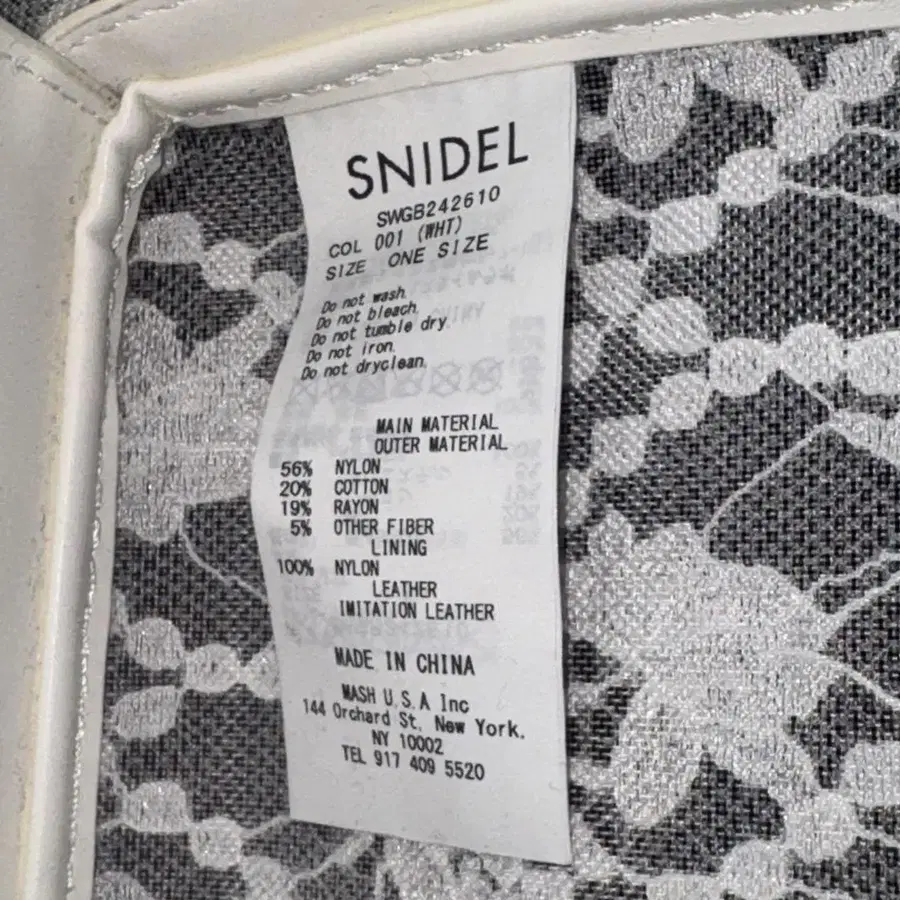 SNIDEL
SWGB242610
COL 001 (WHT)
SIZE ONE SIZE
Do not wash.
Do not bleach.
Do not tumble dry.
Do not iron.
Do not dryclean.
MAIN MATERIAL
OUTER MATERIAL
56% NYLON
20% COTTON
19% RAYON
5% OTHER FIBER
LINING
100% NYLON
LEATHER
IMITATION LEATHER
MADE IN CHINA
MASH U.S.A Inc
144 Orchard St. New York.
NY 10002
TEL 917 409 5520